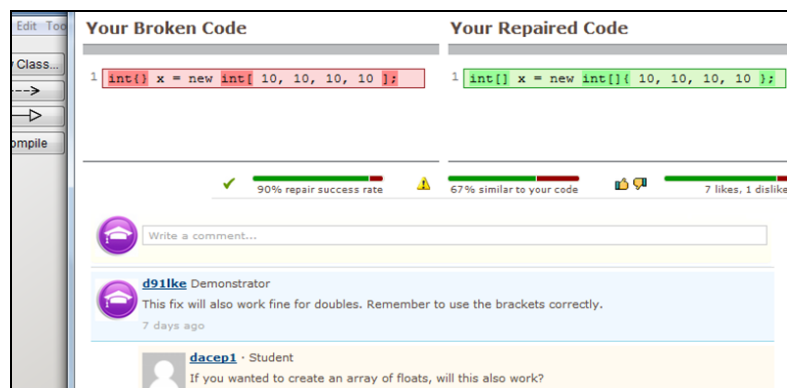 Edit Too
Your Broken Code
Your Repaired Code
Class...
1 int{} x = new int[ 10, 10, 10, 10 ];
1 int[] x = new int[]{ 10, 10, 10, 10 };
ompile
90% repair success rate
67% similar to your code
7 likes, 1 dislike
Write a comment...
d91lke Demonstrator
This fix will also work fine for doubles. Remember to use the brackets correctly.
7 days ago
dacep1 · Student
If you wanted to create an array of floats, will this also work?